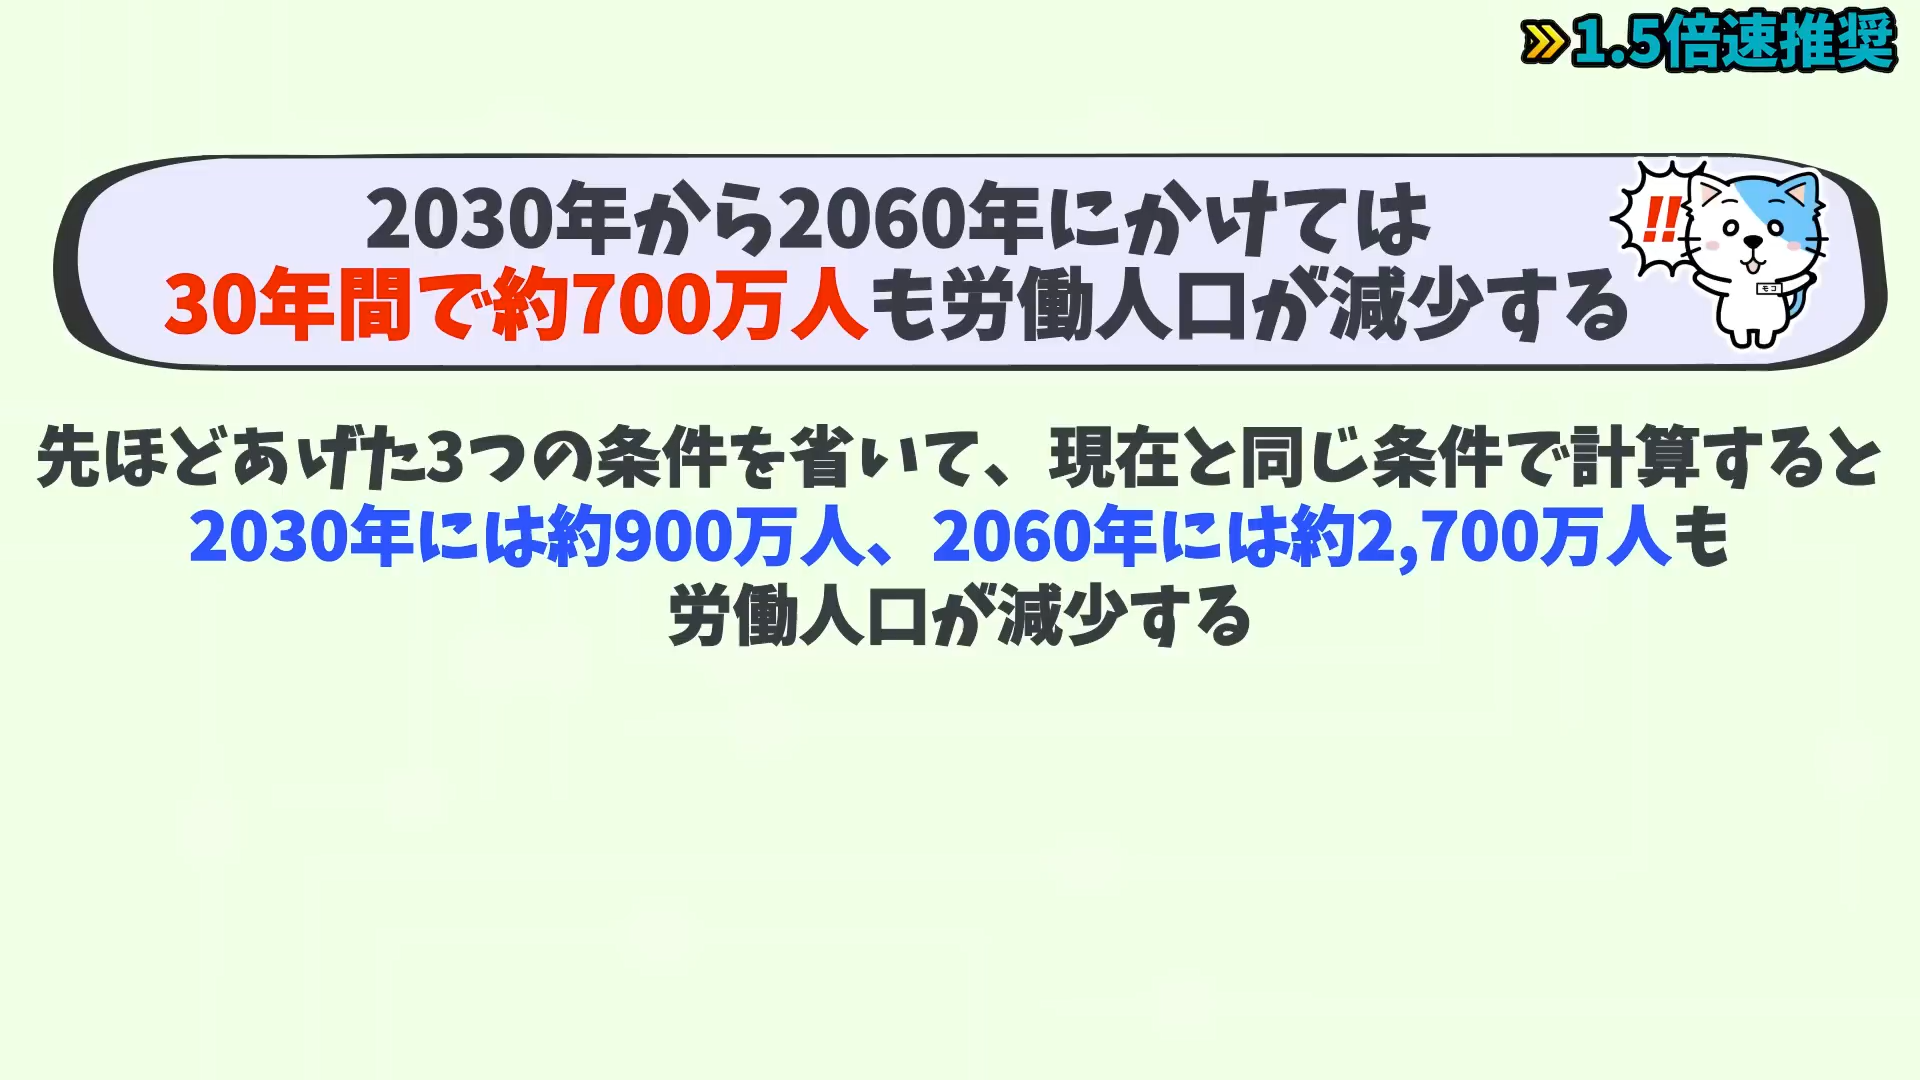 1.5倍速推奨
2030年から2060年にかけては
30年間で約700万人も労働人口が減少する
!!
モコ
先ほどあげた3つの条件を省いて、現在と同じ条件で計算すると
2030年には約900万人、2060年には約2,700万人も
労働人口が減少する